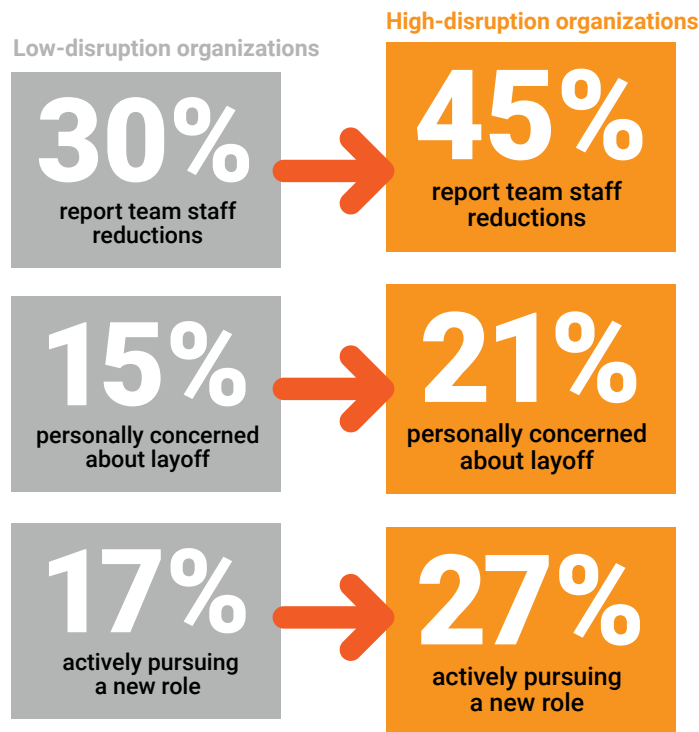 Low-disruption organizations
High-disruption organizations
30%
report team staff
reductions
45%
report team staff
reductions
15%
personally concerned
about layoff
21%
personally concerned
about layoff
17%
actively pursuing
a new role
27%
actively pursuing
a new role